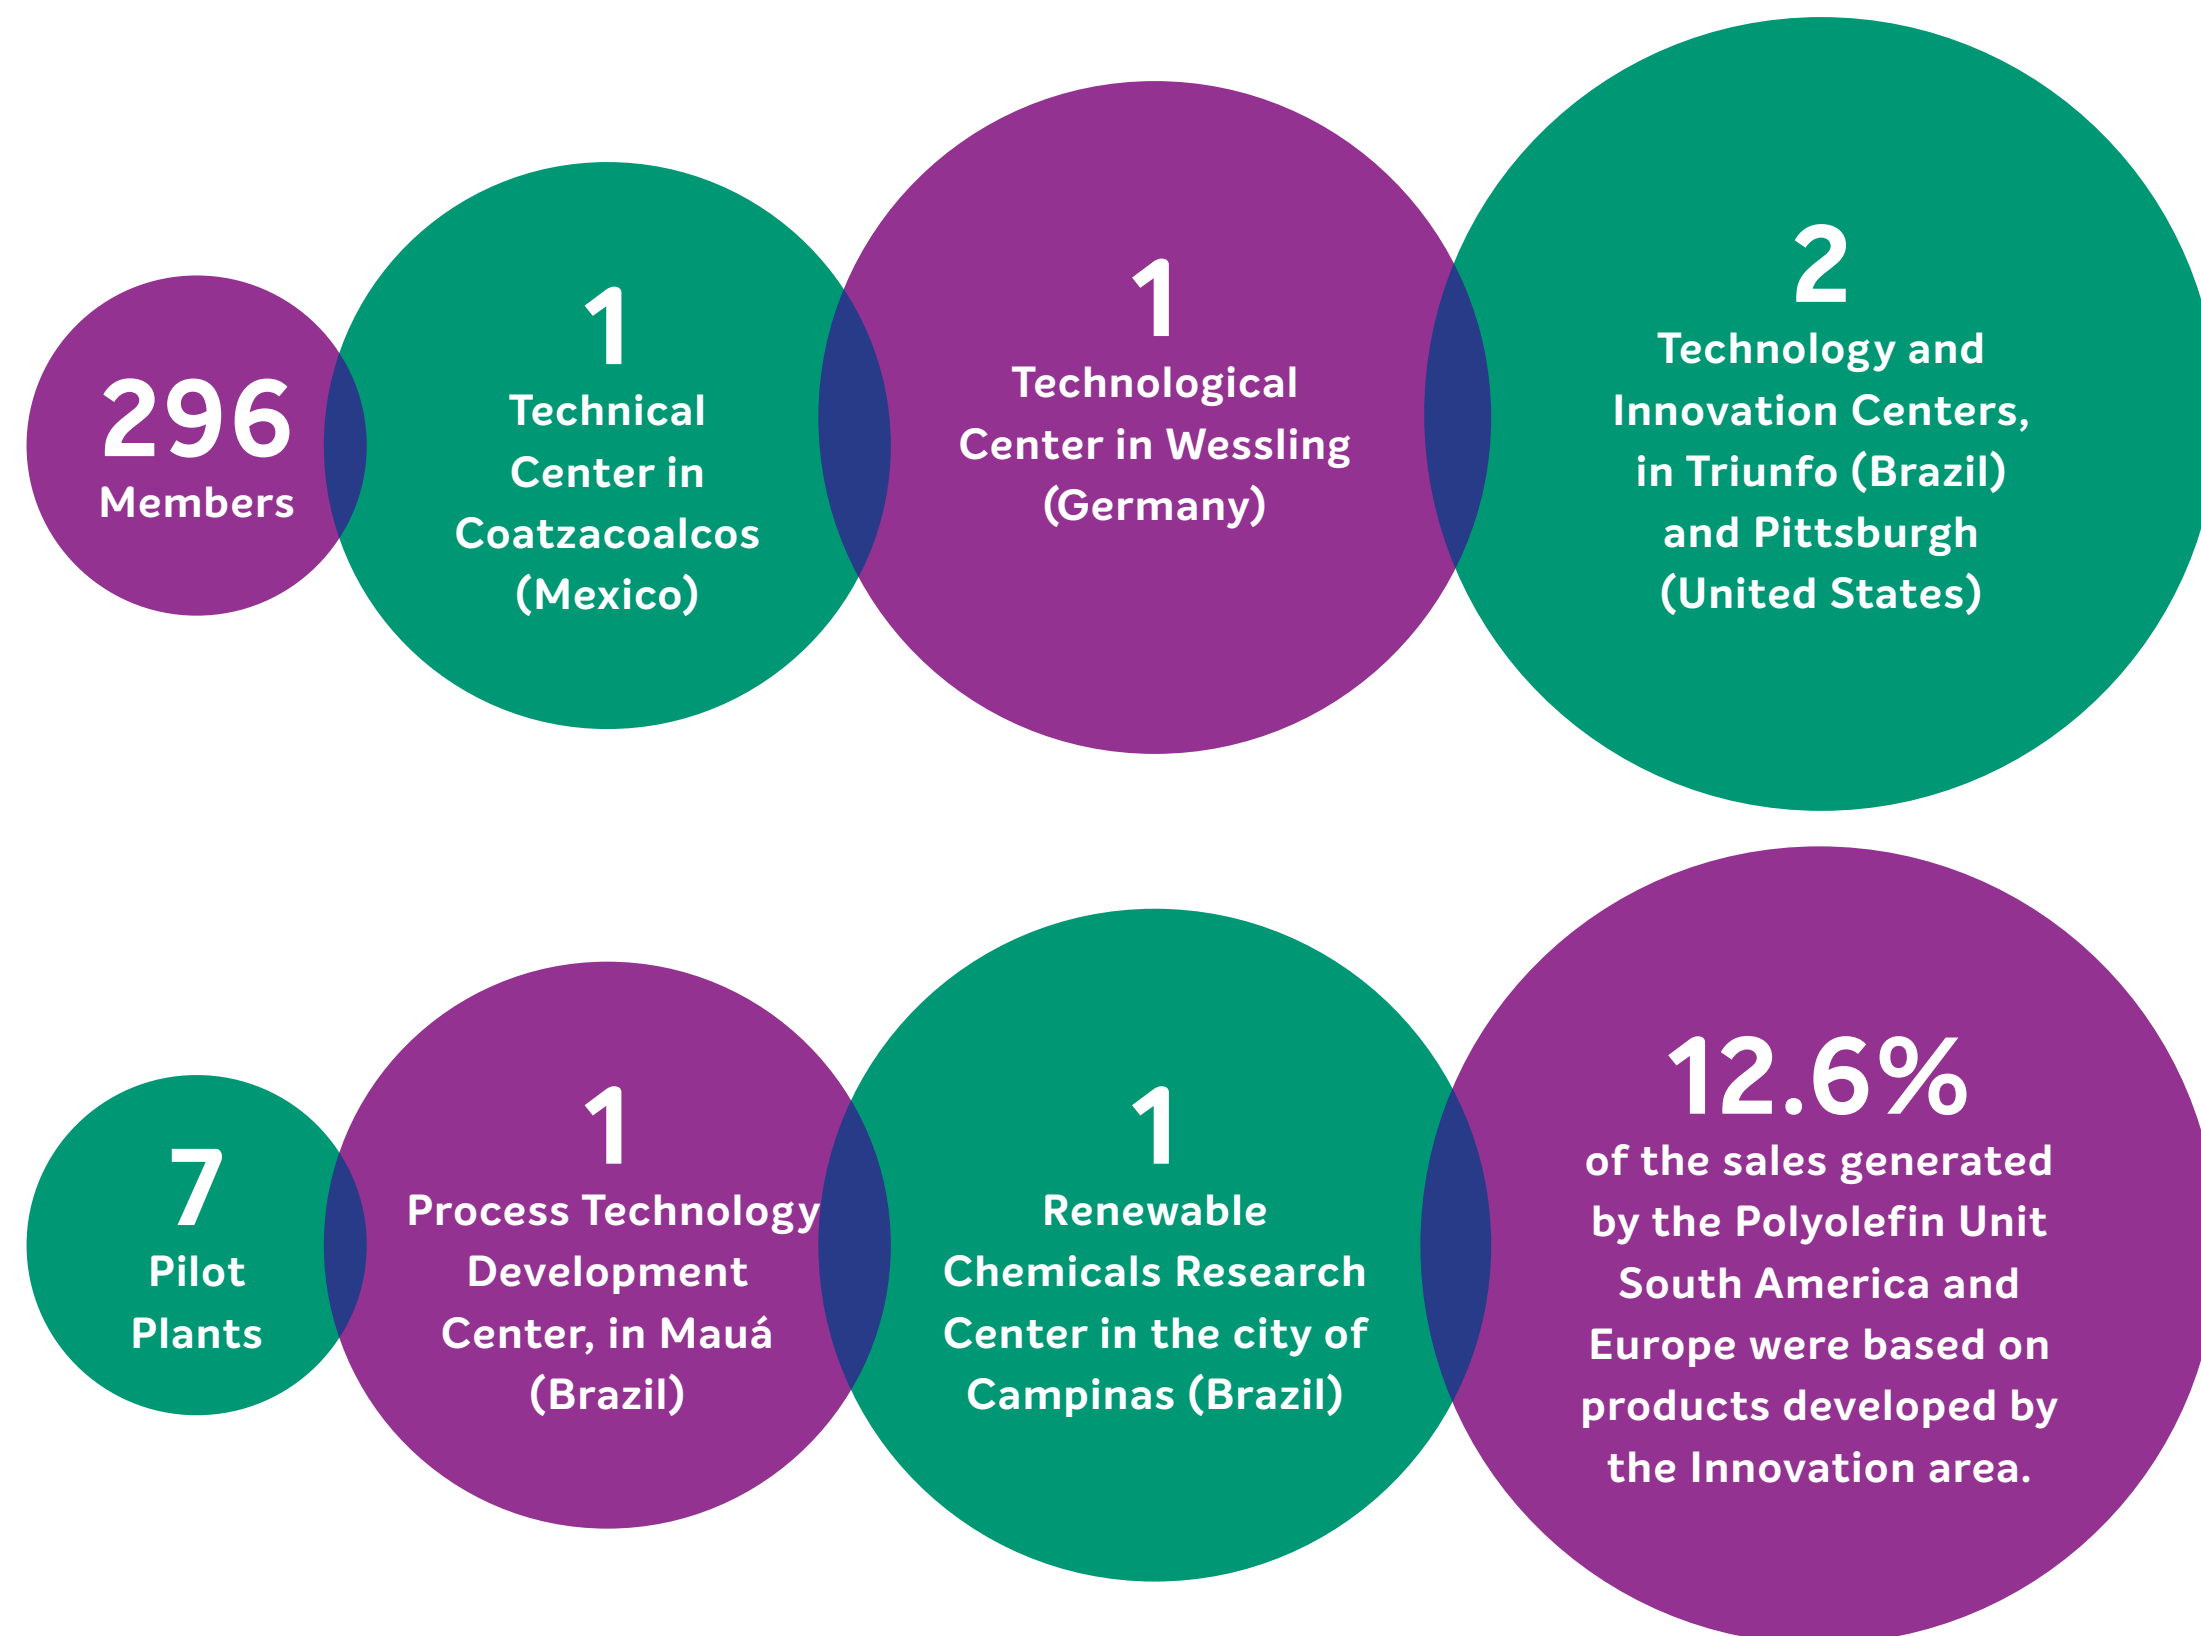 296
Members
1
Technical
Center in
Coatzacoalcos
(Mexico)
1
Technological
Center in Wessling
(Germany)
2
Technology and
Innovation Centers,
in Triunfo (Brazil)
and Pittsburgh
(United States)
7
Pilot
Plants
1
Process Technology
Development
Center, in Mauá
(Brazil)
1
Renewable
Chemicals Research
Center in the city of
Campinas (Brazil)
12.6%
of the sales generated
by the Polyolefin Unit
South America and
Europe were based on
products developed by
the Innovation area.